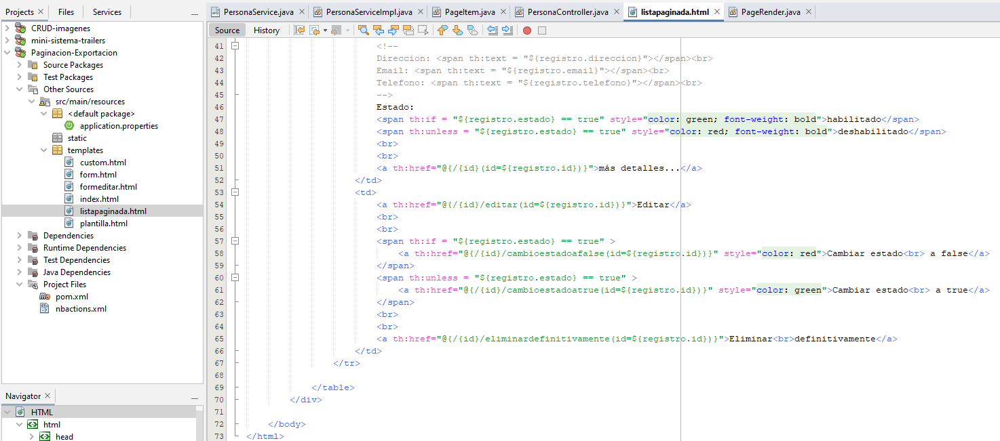 Projects
Files
Services
CRUD-imagenes
mini-sistema-trailers
Paginacion-Exportacion
Source Packages
Test Packages
Other Sources
src/main/resources
<default package>
application.properties
static
templates
custom.html
form.html
formeditar.html
index.html
listapaginada.html
plantilla.html
Dependencies
Runtime Dependencies
Test Dependencies
Java Dependencies
Project Files
pom.xml
nbactions.xml
Navigator
HTML
html
head
PersonaService.java
PersonaServiceImpl.java
PageItem.java
PersonaController.java
listapaginada.html
PageRender.java
Source
History
41 <!--
42 Direccion: <span th:text = "${registro.direccion}"></span><br>
43 Email: <span th:text = "${registro.email}"></span><br>
44 Telefono: <span th:text = "${registro.telefono}"></span><br>
45 -->
46 Estado:
47 <span th:if = "${registro.estado} == true" style="color: green; font-weight: bold">habilitado</span>
48 <span th:unless = "${registro.estado} == true" style="color: red; font-weight: bold">deshabilitado</span>
49 <br>
50 <br>
51 <a th:href="@{/{id}(id=${registro.id})}">más detalles...</a>
52 </td>
53 <td>
54 <a th:href="@{/{id}/editar(id=${registro.id})}">Editar</a>
55 <br>
56 <br>
57 <span th:if = "${registro.estado} == true" >
58 <a th:href="@{/{id}/cambioestadoafalse(id=${registro.id})}" style="color: red">Cambiar estado<br> a false</a>
59 </span>
60 <span th:unless = "${registro.estado} == true" >
61 <a th:href="@{/{id}/cambioestadoatrue(id=${registro.id})}" style="color: green">Cambiar estado<br> a true</a>
62 </span>
63 <br>
64 <br>
65 <a th:href="@{/{id}/eliminardefinitivamente(id=${registro.id})}">Eliminar<br>definitivamente</a>
66 </td>
67 </tr>
68
69 </table>
70 </div>
71
72 </body>
73 </html>